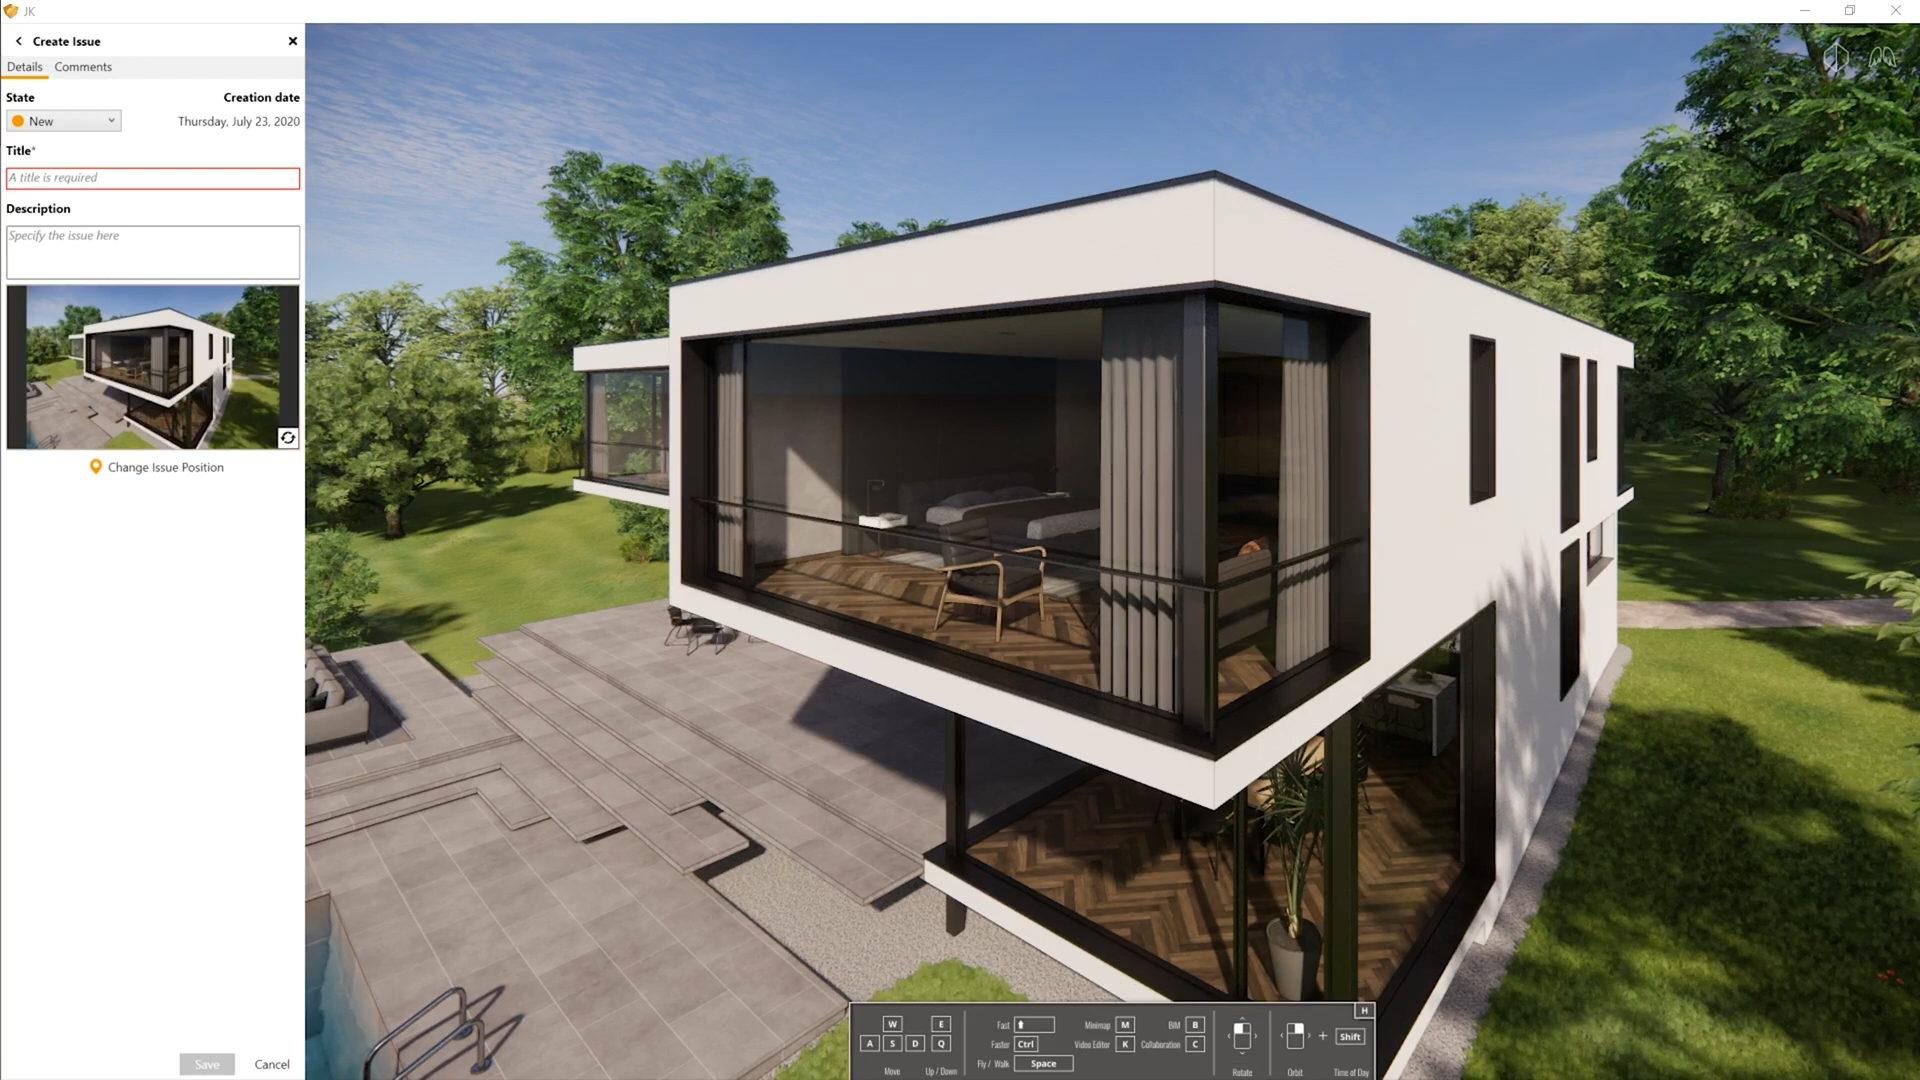 JK
Create Issue
Details Comments
State Creation date
New Thursday, July 23, 2020
Title*
A title is required
Description
Specify the issue here
Change Issue Position
Save Cancel
H
W E Fast Minimap M BIM B
A S D Q Faster Ctrl Video Editor K Collaboration C + Shift
Fly / Walk Space
Move Up / Down Rotate Orbit Time of Day